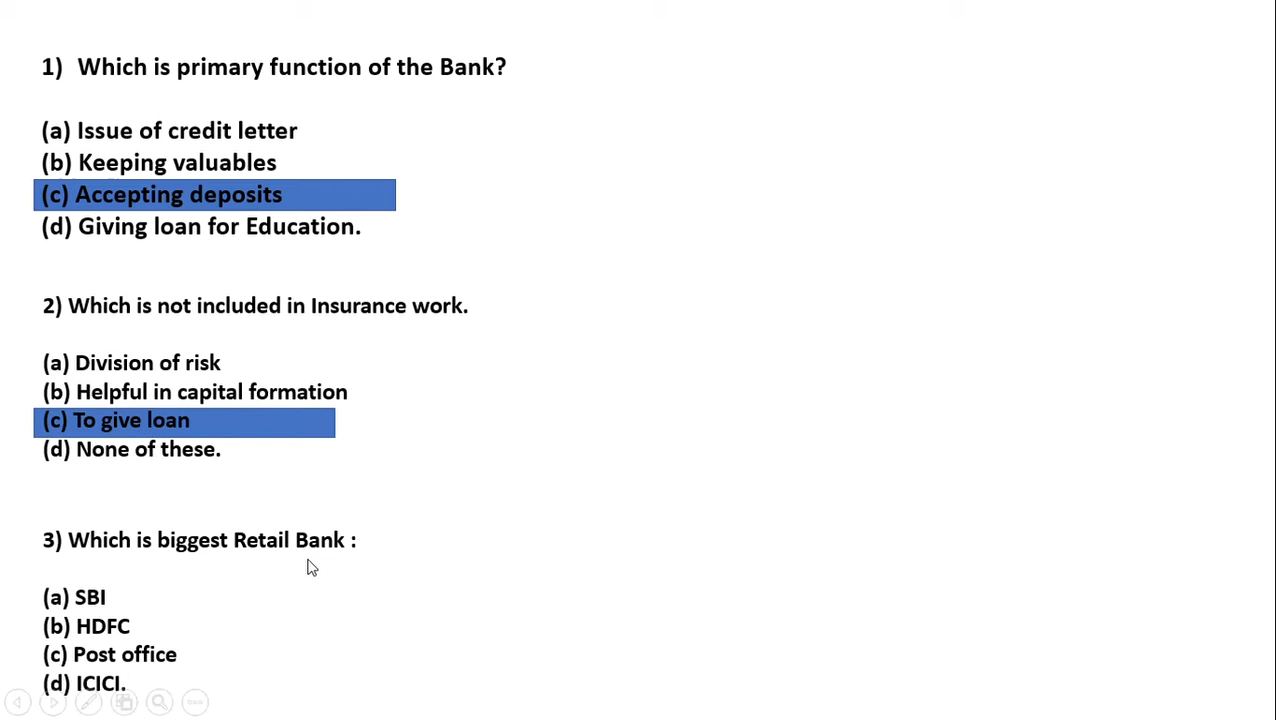 1) Which is primary function of the Bank?
(a) Issue of credit letter
(b) Keeping valuables
(c) Accepting deposits
(d) Giving loan for Education.
2) Which is not included in Insurance work.
(a) Division of risk
(b) Helpful in capital formation
(c) To give loan
(d) None of these.
3) Which is biggest Retail Bank :
(a) SBI
(b) HDFC
(c) Post office
(d) ICICI.